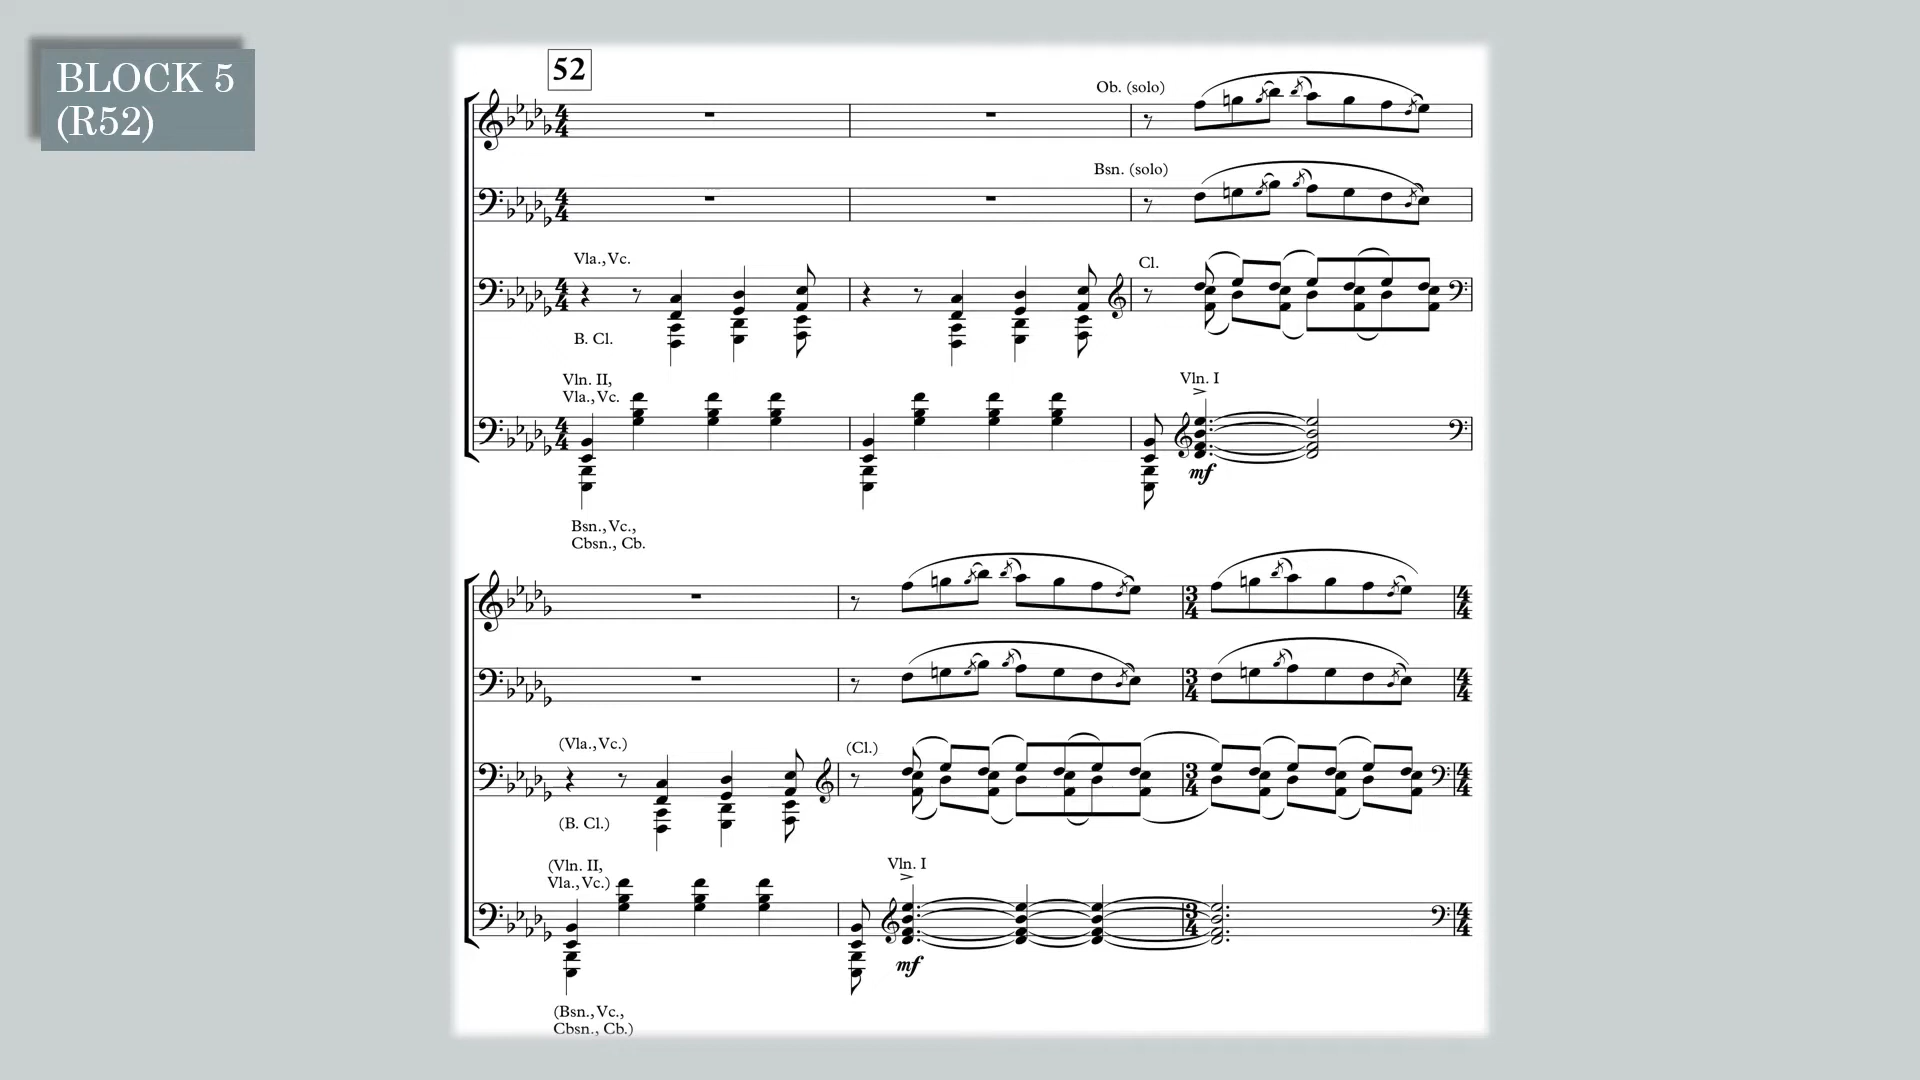 BLOCK 5
(R52)
52
Ob. (solo)
Bsn. (solo)
Vla., Vc.
Cl.
B. Cl.
Vln. II,
Vla., Vc.
Vln. I
mf
Bsn., Vc.,
Cbsn., Cb.
(Vla., Vc.)
(Cl.)
(B. Cl.)
(Vln. II,
Vla., Vc.)
Vln. I
mf
(Bsn., Vc.,
Cbsn., Cb.)